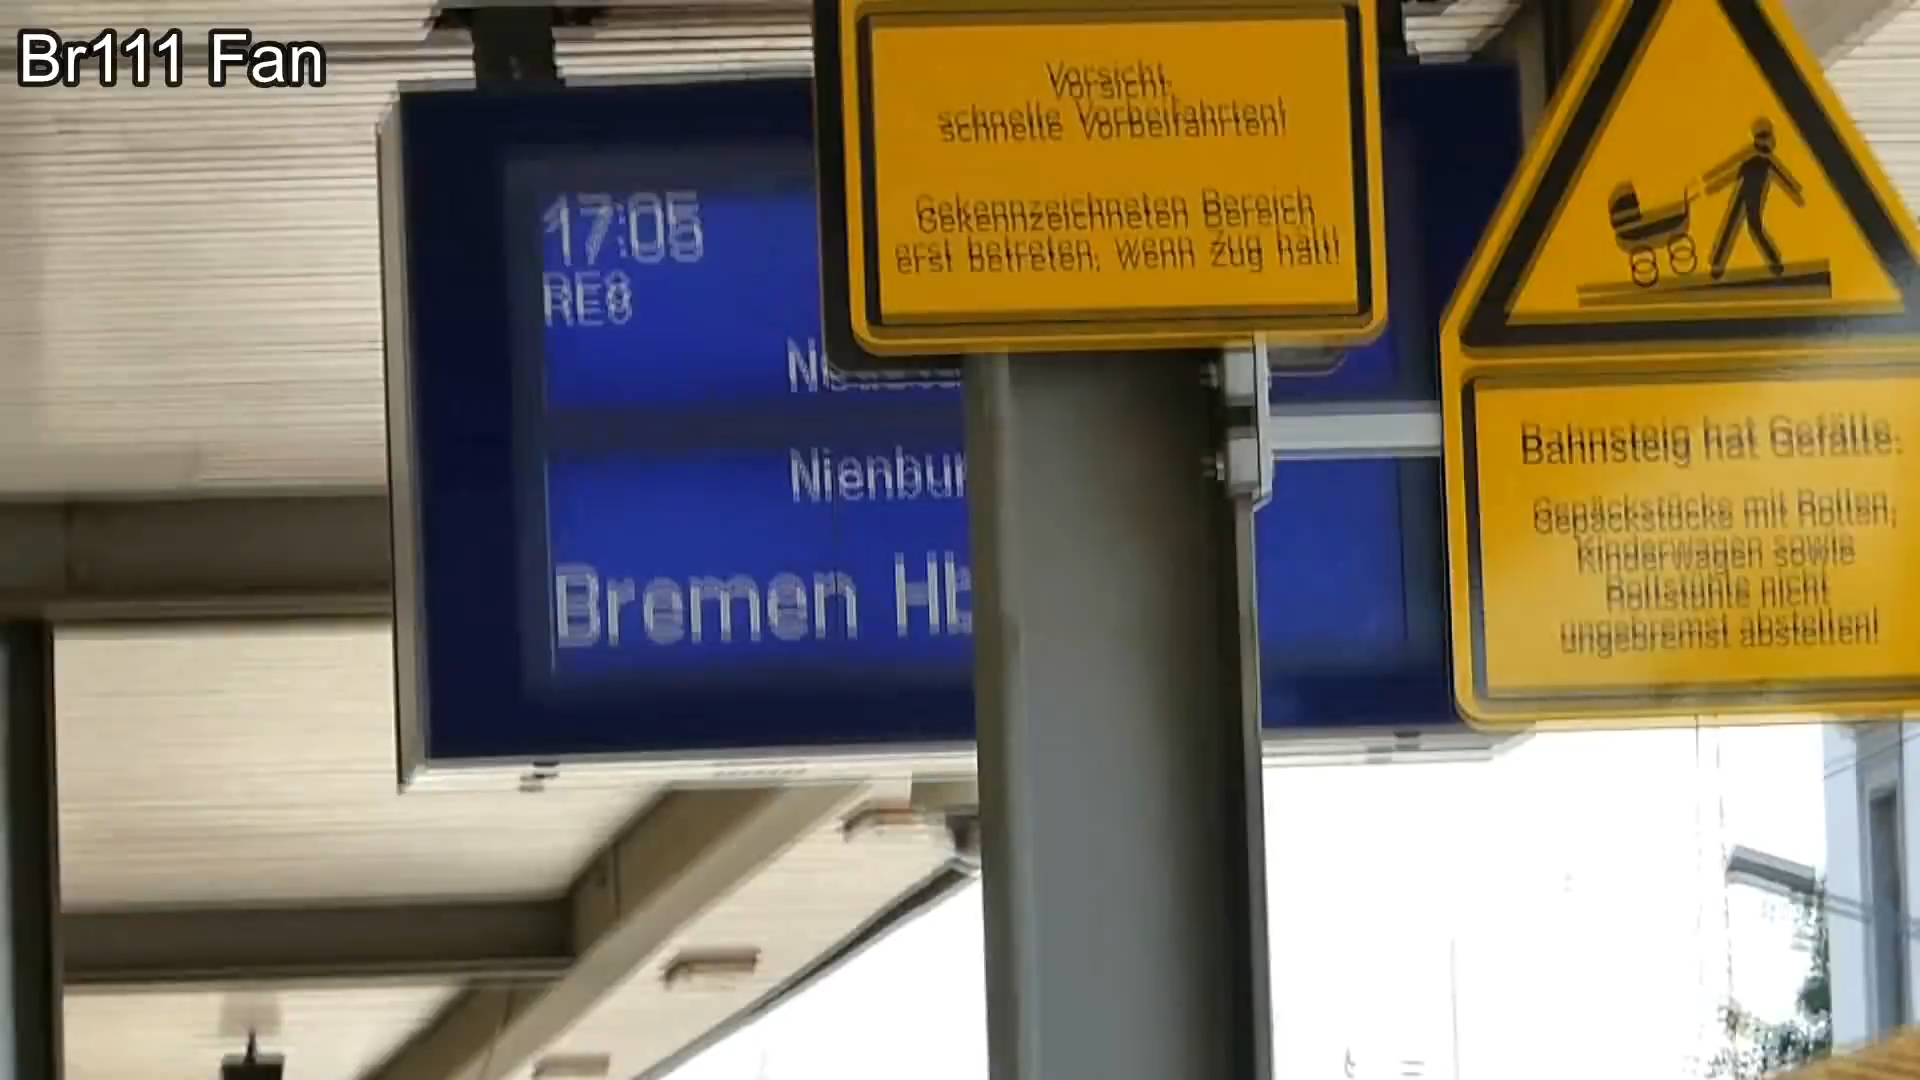 Br111 Fan
Vorsicht,
schnelle Vorbeifahrten!
Gekennzeichneten Bereich
erst betreten, wenn Zug hält!
17:05
RE8
Nienbur
Bremen Hb
Bahnsteig hat Gefälle.
Gepäckstücke mit Rollen,
Kinderwagen sowie
Rollstühle nicht
ungebremst abstellen!